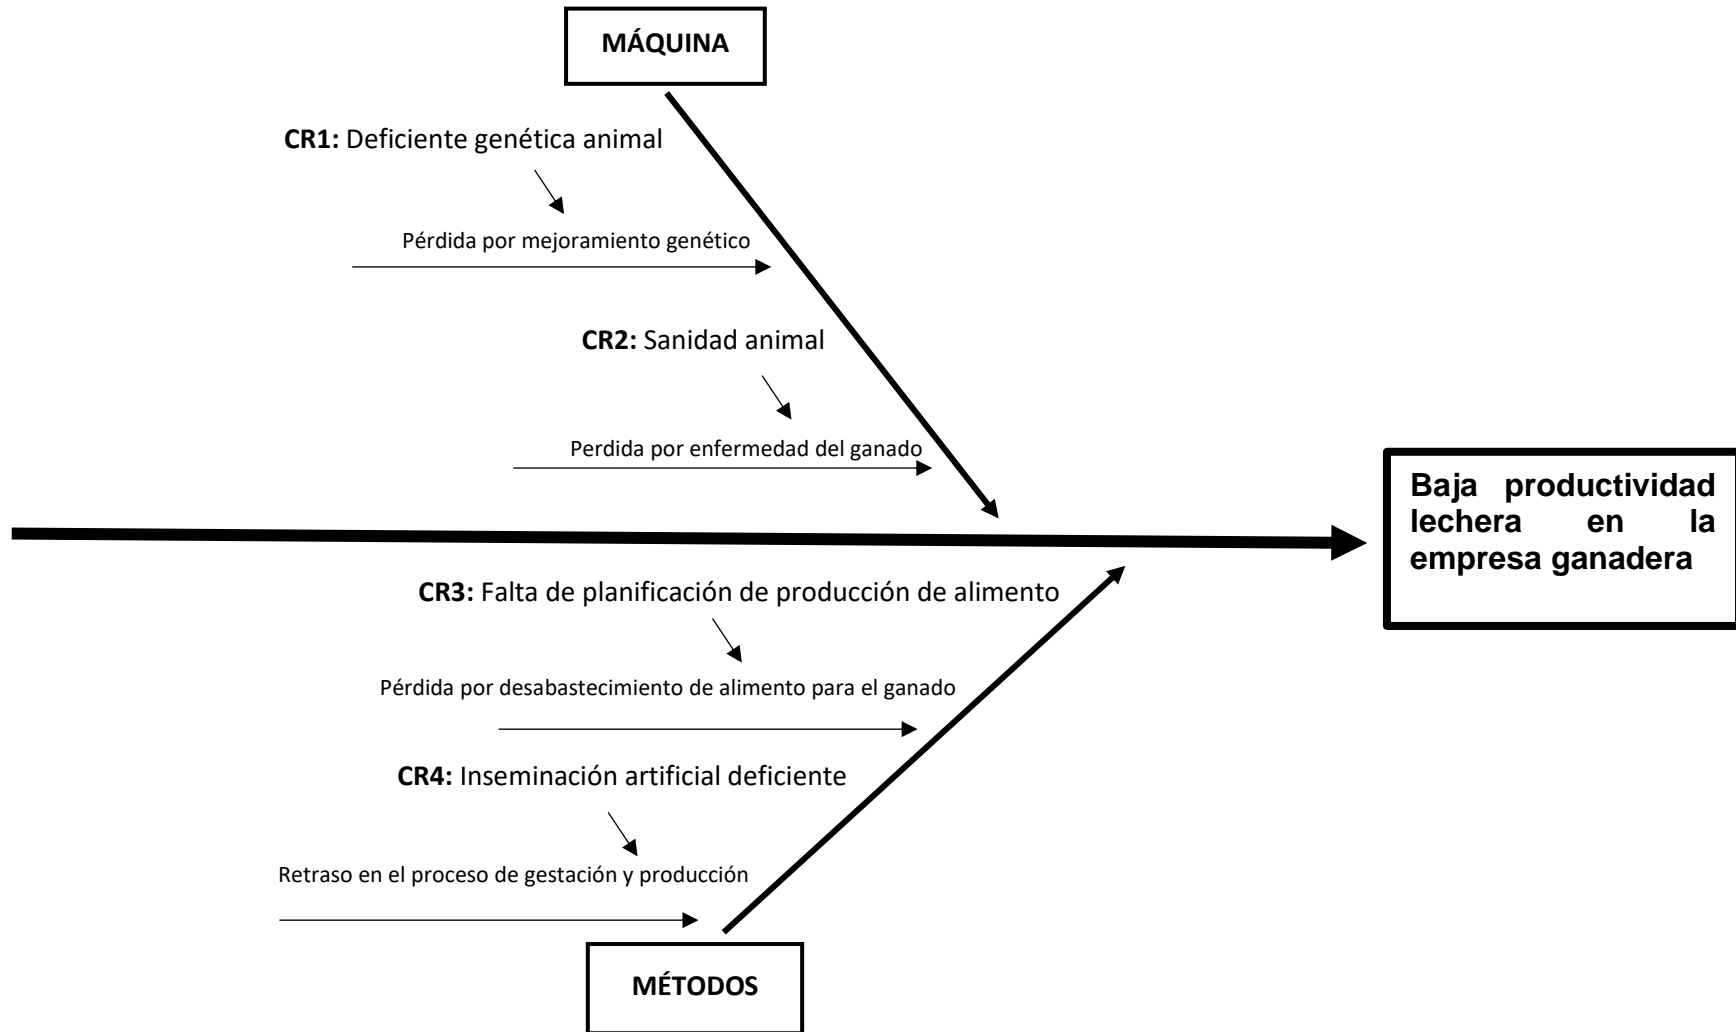 MÁQUINA
CR1: Deficiente genética animal
Pérdida por mejoramiento genético
CR2: Sanidad animal
Perdida por enfermedad del ganado
Baja productividad
lechera en la
empresa ganadera
CR3: Falta de planificación de producción de alimento
Pérdida por desabastecimiento de alimento para el ganado
CR4: Inseminación artificial deficiente
Retraso en el proceso de gestación y producción
MÉTODOS